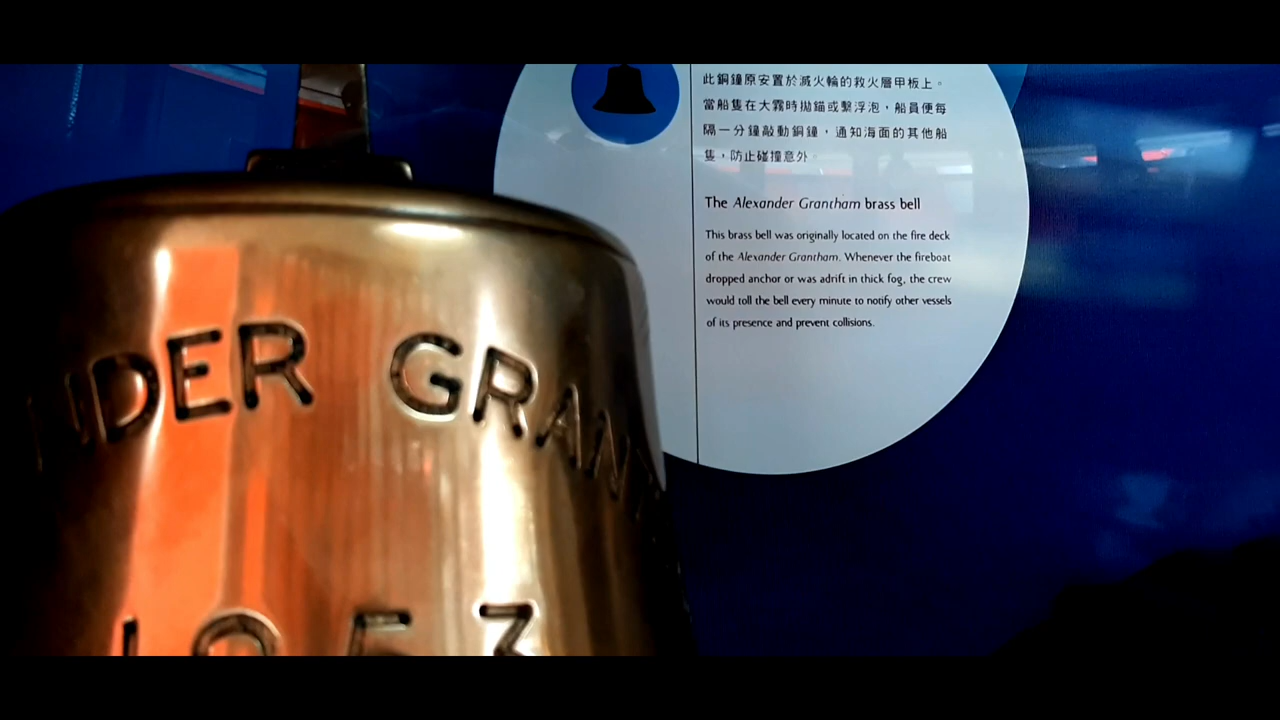 NDER GRAN
1953
此銅鐘原安置於滅火輪的救火層甲板上。
當船隻在大霧時拋錨或繫浮泡，船員便每
隔一分鐘敲動銅鐘，通知海面的其他船
隻，防止碰撞意外。
The Alexander Grantham brass bell
This brass bell was originally located on the fire deck
of the Alexander Grantham. Whenever the fireboat
dropped anchor or was adrift in thick fog, the crew
would toll the bell every minute to notify other vessels
of its presence and prevent collisions.